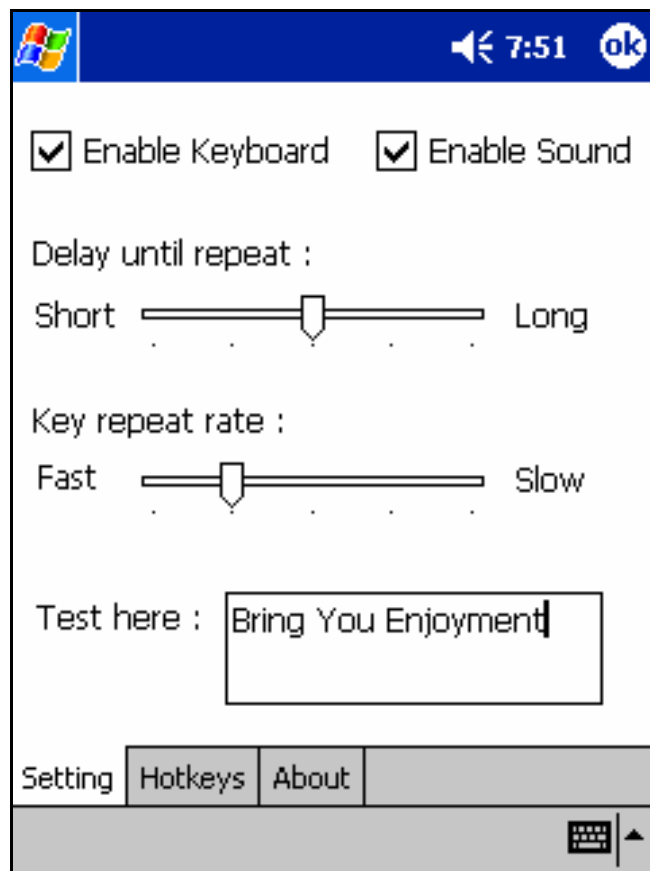 7:51 ok
Enable Keyboard Enable Sound
Delay until repeat :
Short Long
Key repeat rate :
Fast Slow
Test here : Bring You Enjoyment
Setting Hotkeys About